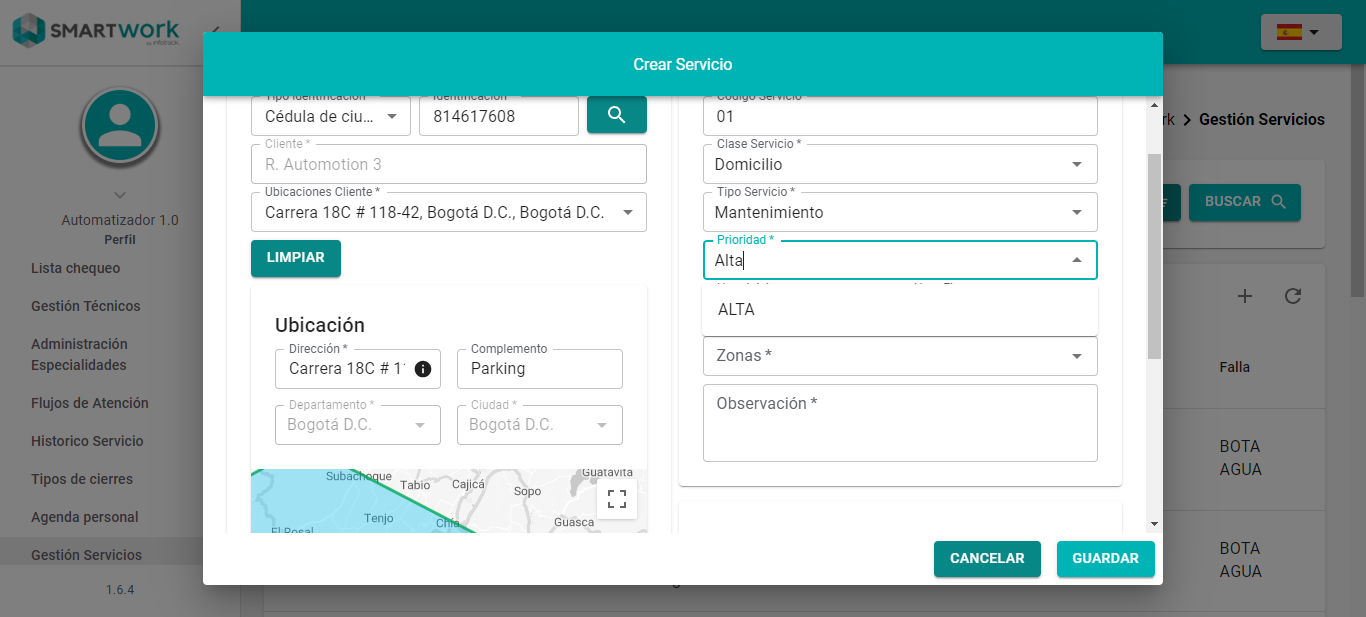 SMARTWORK
by infotrack
Automatizador 1.0
Perfil
Lista chequeo
Gestión Técnicos
Administración
Especialidades
Flujos de Atención
Historico Servicio
Tipos de cierres
Agenda personal
Gestión Servicios
1.6.4
Gestión Servicios
BUSCAR
Falla
BOTA
AGUA
BOTA
AGUA
Crear Servicio
Tipo Identificación
Cédula de ciu...
Identificación
814617608
Cliente *
R. Automotion 3
Ubicaciones Cliente *
Carrera 18C # 118-42, Bogotá D.C., Bogotá D.C.
LIMPIAR
Ubicación
Dirección *
Carrera 18C # 1
Complemento
Parking
Departamento *
Bogotá D.C.
Ciudad *
Bogotá D.C.
Subachoque
Tabio
Cajicá
Sopo
Guatavita
Tenjo
Chía
Guasca
El Rosal
Código Servicio
01
Clase Servicio *
Domicilio
Tipo Servicio *
Mantenimiento
Prioridad *
Alta
ALTA
Zonas *
Observación *
CANCELAR
GUARDAR